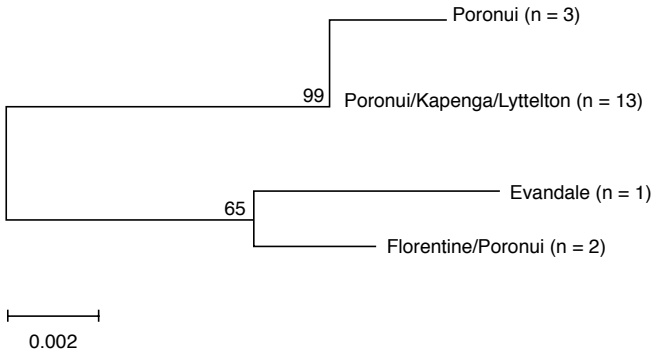 Poronui (n = 3)
99
Poronui/Kapenga/Lyttelton (n = 13)
Evandale (n = 1)
65
Florentine/Poronui (n = 2)
0.002